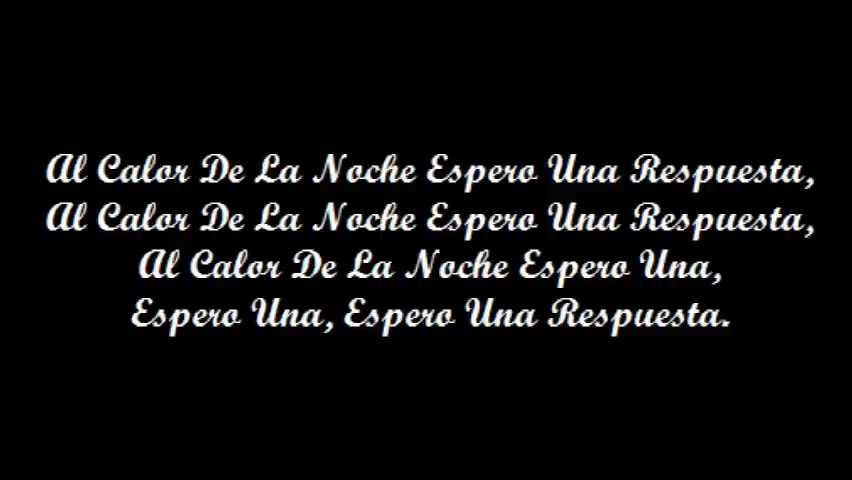 Al Calor De La Noche Espero Una Respuesta,
Al Calor De La Noche Espero Una Respuesta,
Al Calor De La Noche Espero Una,
Espero Una, Espero Una Respuesta.